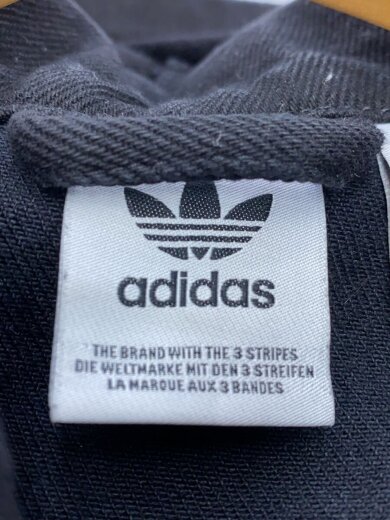 adidas
THE BRAND WITH THE 3 STRIPES
DIE WELTMARKE MIT DEN 3 STREIFEN
LA MARQUE AUX 3 BANDES